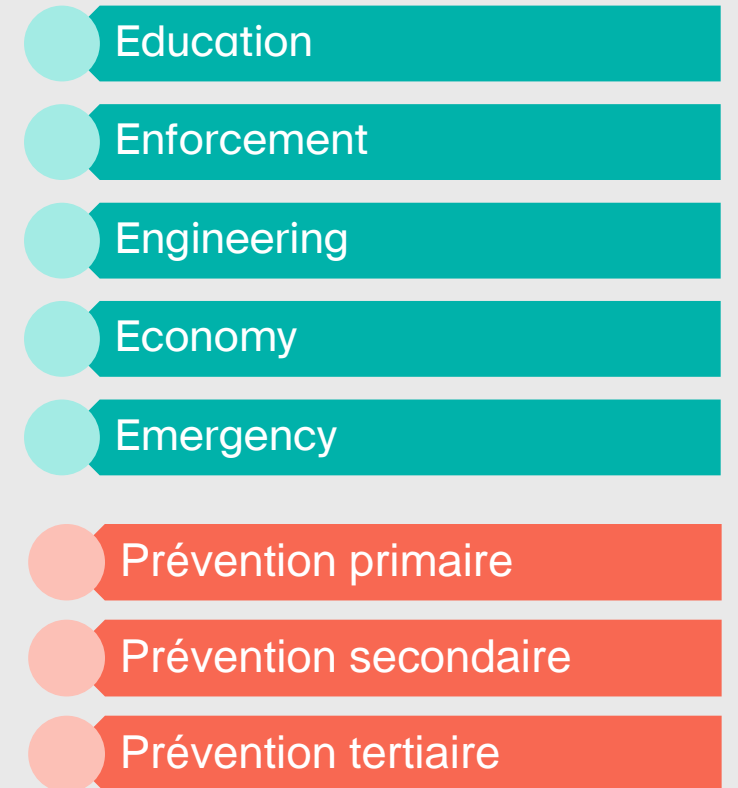 Education
Enforcement
Engineering
Economy
Emergency
Prévention primaire
Prévention secondaire
Prévention tertiaire